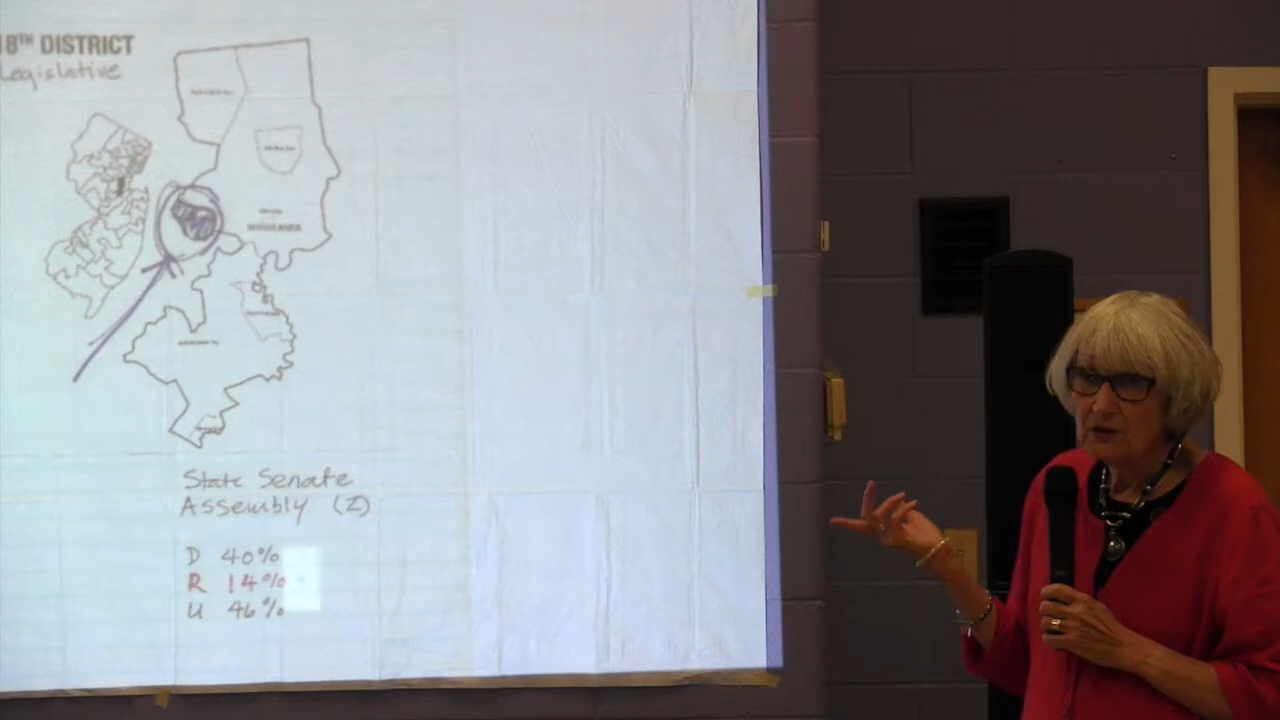 18TH DISTRICT
Legislative
State Senate
Assembly (2)
D 40%
R 14%
U 46%